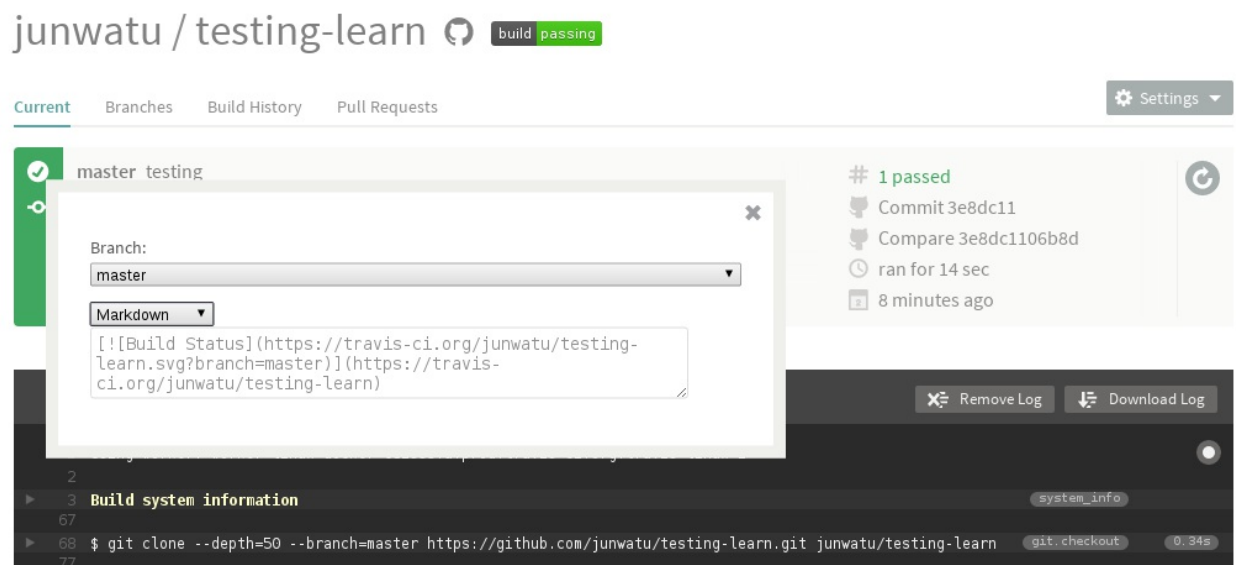 junwatu / testing-learn build passing
Current Branches Build History Pull Requests
Settings
master testing
Branch:
master
Markdown
[![Build Status](https://travis-ci.org/junwatu/testing-
learn.svg?branch=master)](https://travis-
ci.org/junwatu/testing-learn)
1 passed
Commit 3e8dc11
Compare 3e8dc1106b8d
ran for 14 sec
8 minutes ago
Remove Log Download Log
2
3 Build system information system_info
67
68 $ git clone --depth=50 --branch=master https://github.com/junwatu/testing-learn.git junwatu/testing-learn git.checkout 0.34s
77